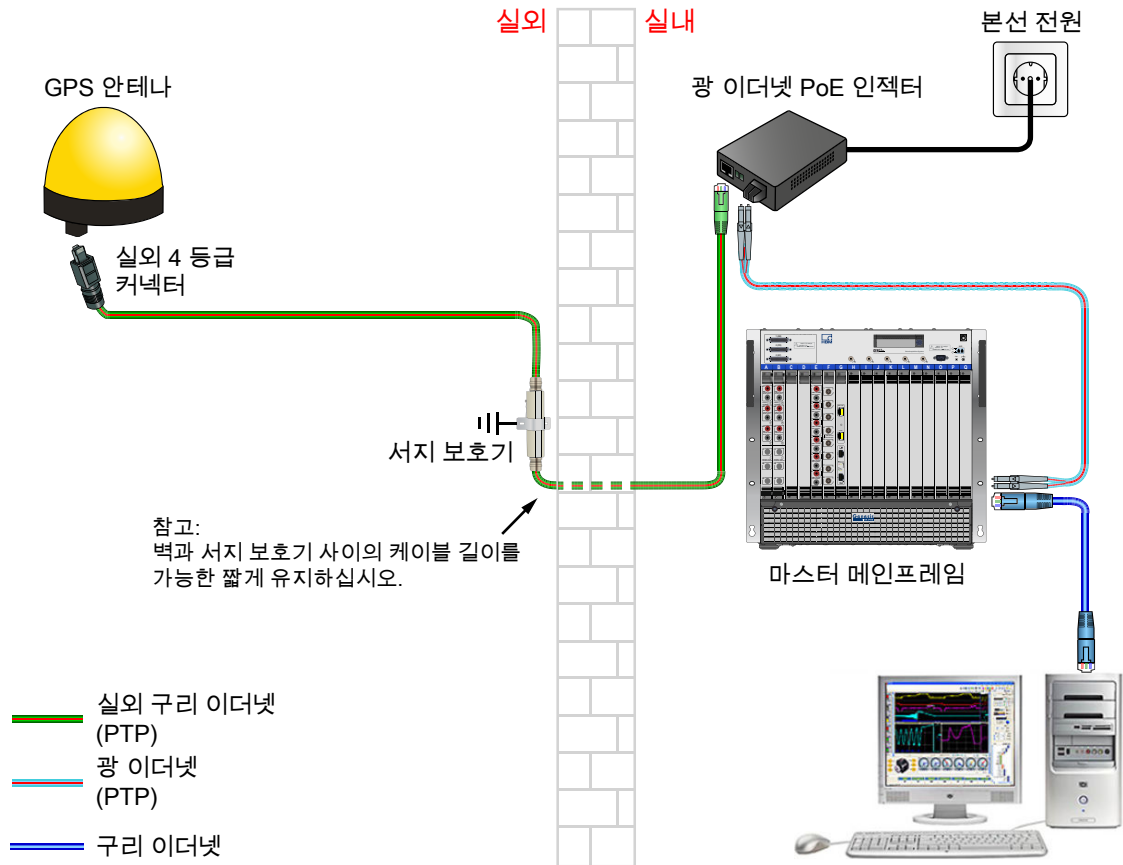 실외
실내
본선 전원
GPS 안테나
광 이더넷 PoE 인젝터
실외 4 등급
커넥터
서지 보호기
A B C D E F G H I J K L M N O P Q
Genesis
참고:
벽과 서지 보호기 사이의 케이블 길이를
가능한 짧게 유지하십시오.
마스터 메인프레임
실외 구리 이더넷
(PTP)
광 이더넷
(PTP)
구리 이더넷